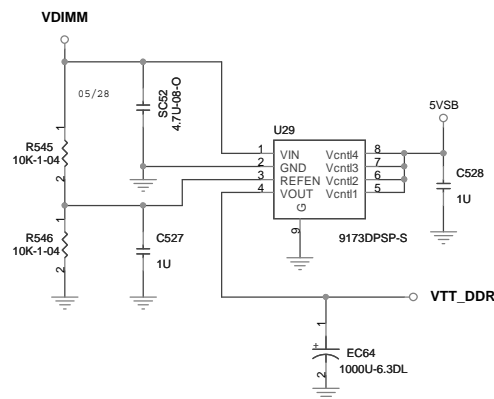 VDIMM
05/28
SC52
4.7U-08-O
5VSB
U29
R545
10K-1-04
1
2
1 VIN Vcntl4 8
2 GND Vcntl3 7
3 REFEN Vcntl2 6
4 VOUT Vcntl1 5
G
9
9173DPSP-S
C528
1U
R546
10K-1-04
1
2
C527
1U
VTT_DDR
1
+
EC64
1000U-6.3DL
2